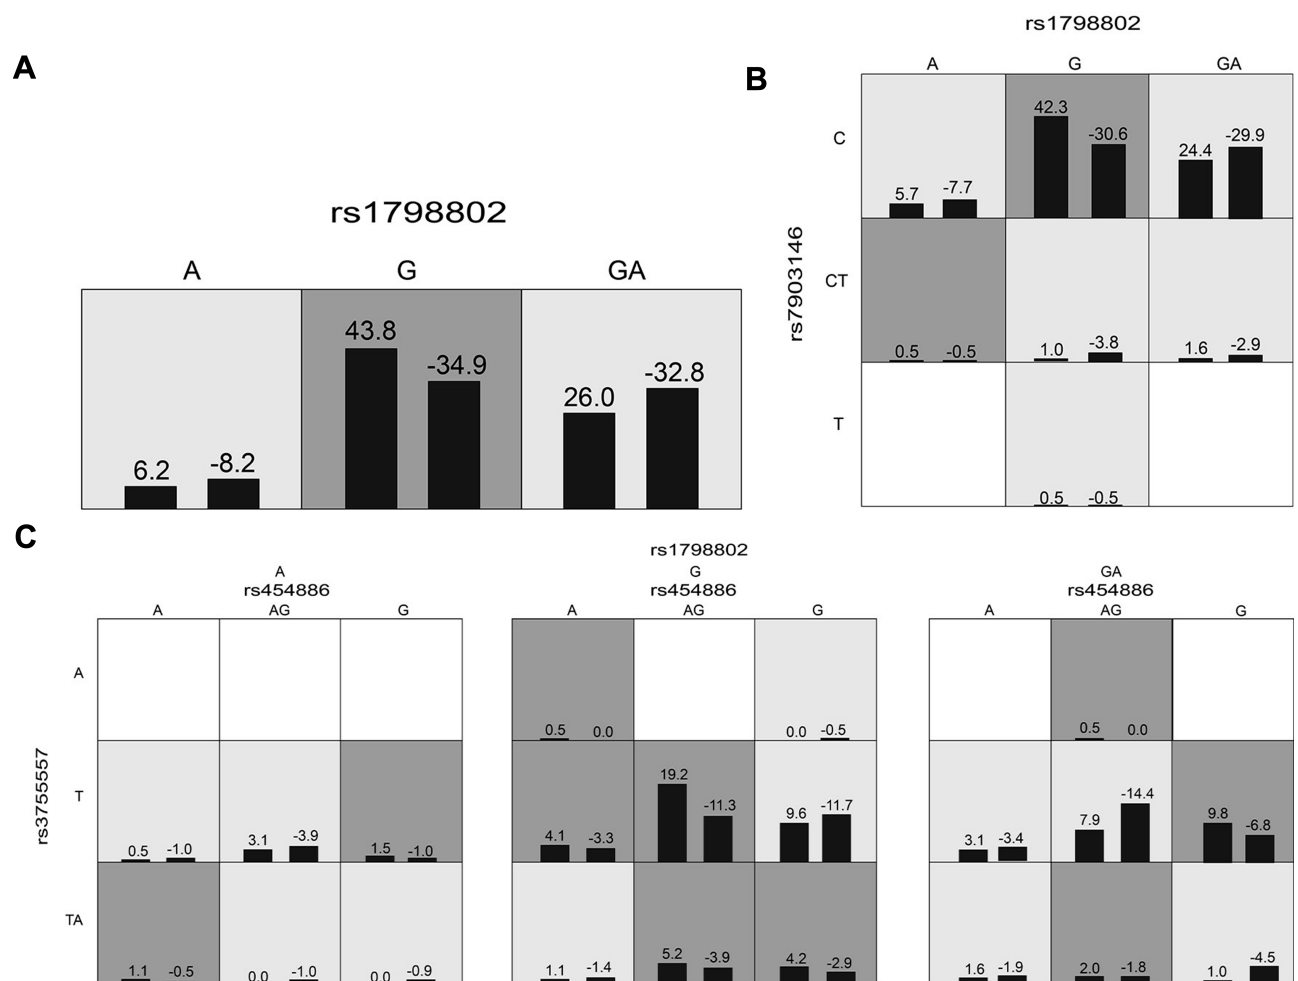 A
rs1798802
A G GA
43.8 -34.9
26.0 -32.8
6.2 -8.2
B
rs1798802
A G GA
rs7903146
C
5.7 -7.7 42.3 -30.6 24.4 -29.9
CT
0.5 -0.5 1.0 -3.8 1.6 -2.9
T
0.5 -0.5
C
rs1798802
A G GA
rs454886 rs454886 rs454886
A AG G A AG G A AG G
rs3755557
A
0.5 0.0 0.0 -0.5 0.5 0.0
T
0.5 -1.0 3.1 -3.9 1.5 -1.0 4.1 -3.3 19.2 -11.3 9.6 -11.7 3.1 -3.4 7.9 -14.4 9.8 -6.8
TA
1.1 -0.5 0.0 -1.0 0.0 -0.9 1.1 -1.4 5.2 -3.9 4.2 -2.9 1.6 -1.9 2.0 -1.8 1.0 -4.5